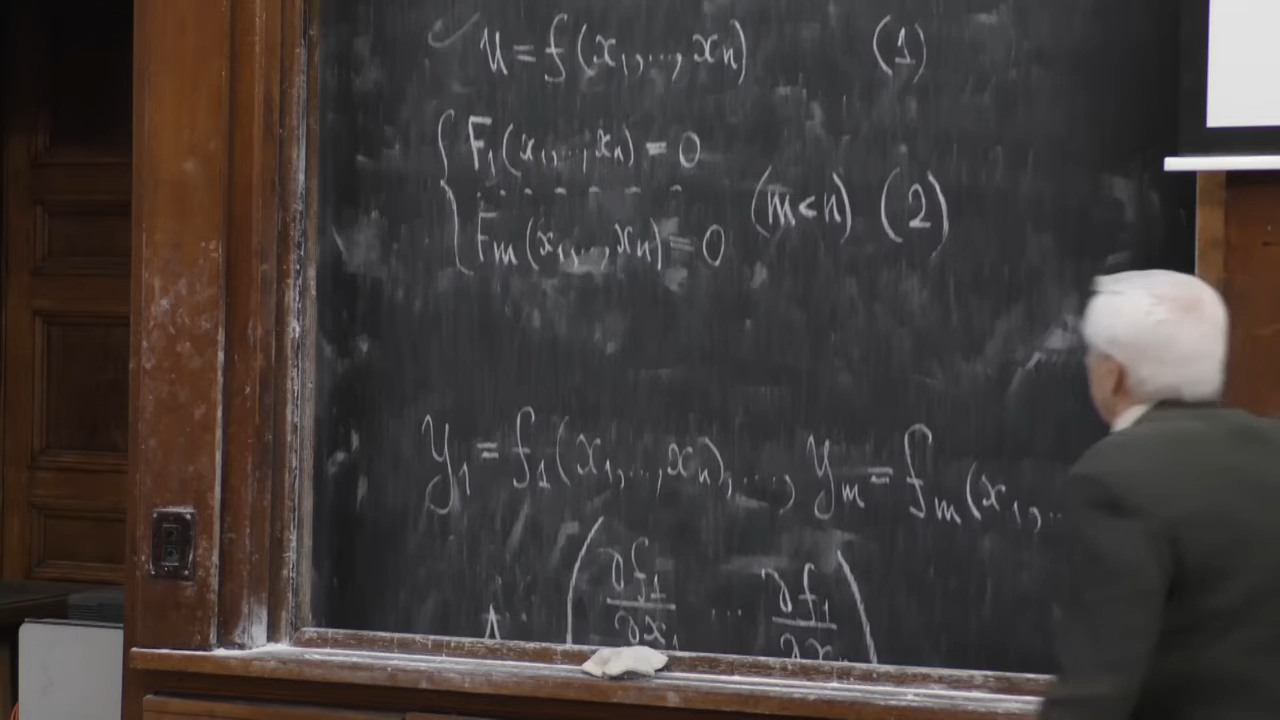 u = f(x₁,...,xₙ) (1)
F₁(x₁,...,xₙ) = 0
- - - - - -
Fₘ(x₁,...,xₙ) = 0 (m<n) (2)
y₁ = f₁(x₁,...,xₙ),..., yₘ = fₘ(x₁,..
A ( ∂f₁/∂x₁ ... ∂f₁/∂xₙ )